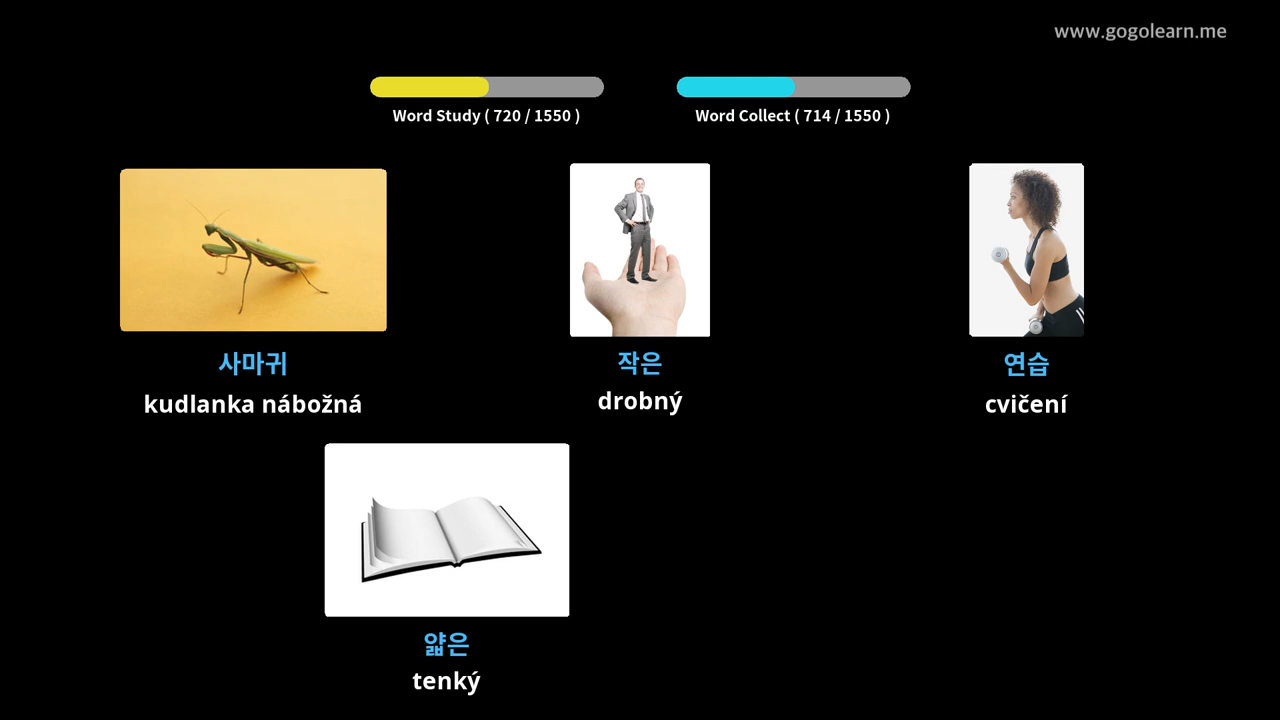 www.gogolearn.me
Word Study ( 720 / 1550 )
Word Collect ( 714 / 1550 )
사마귀
kudlanka nábožná
작은
drobný
연습
cvičení
얇은
tenký